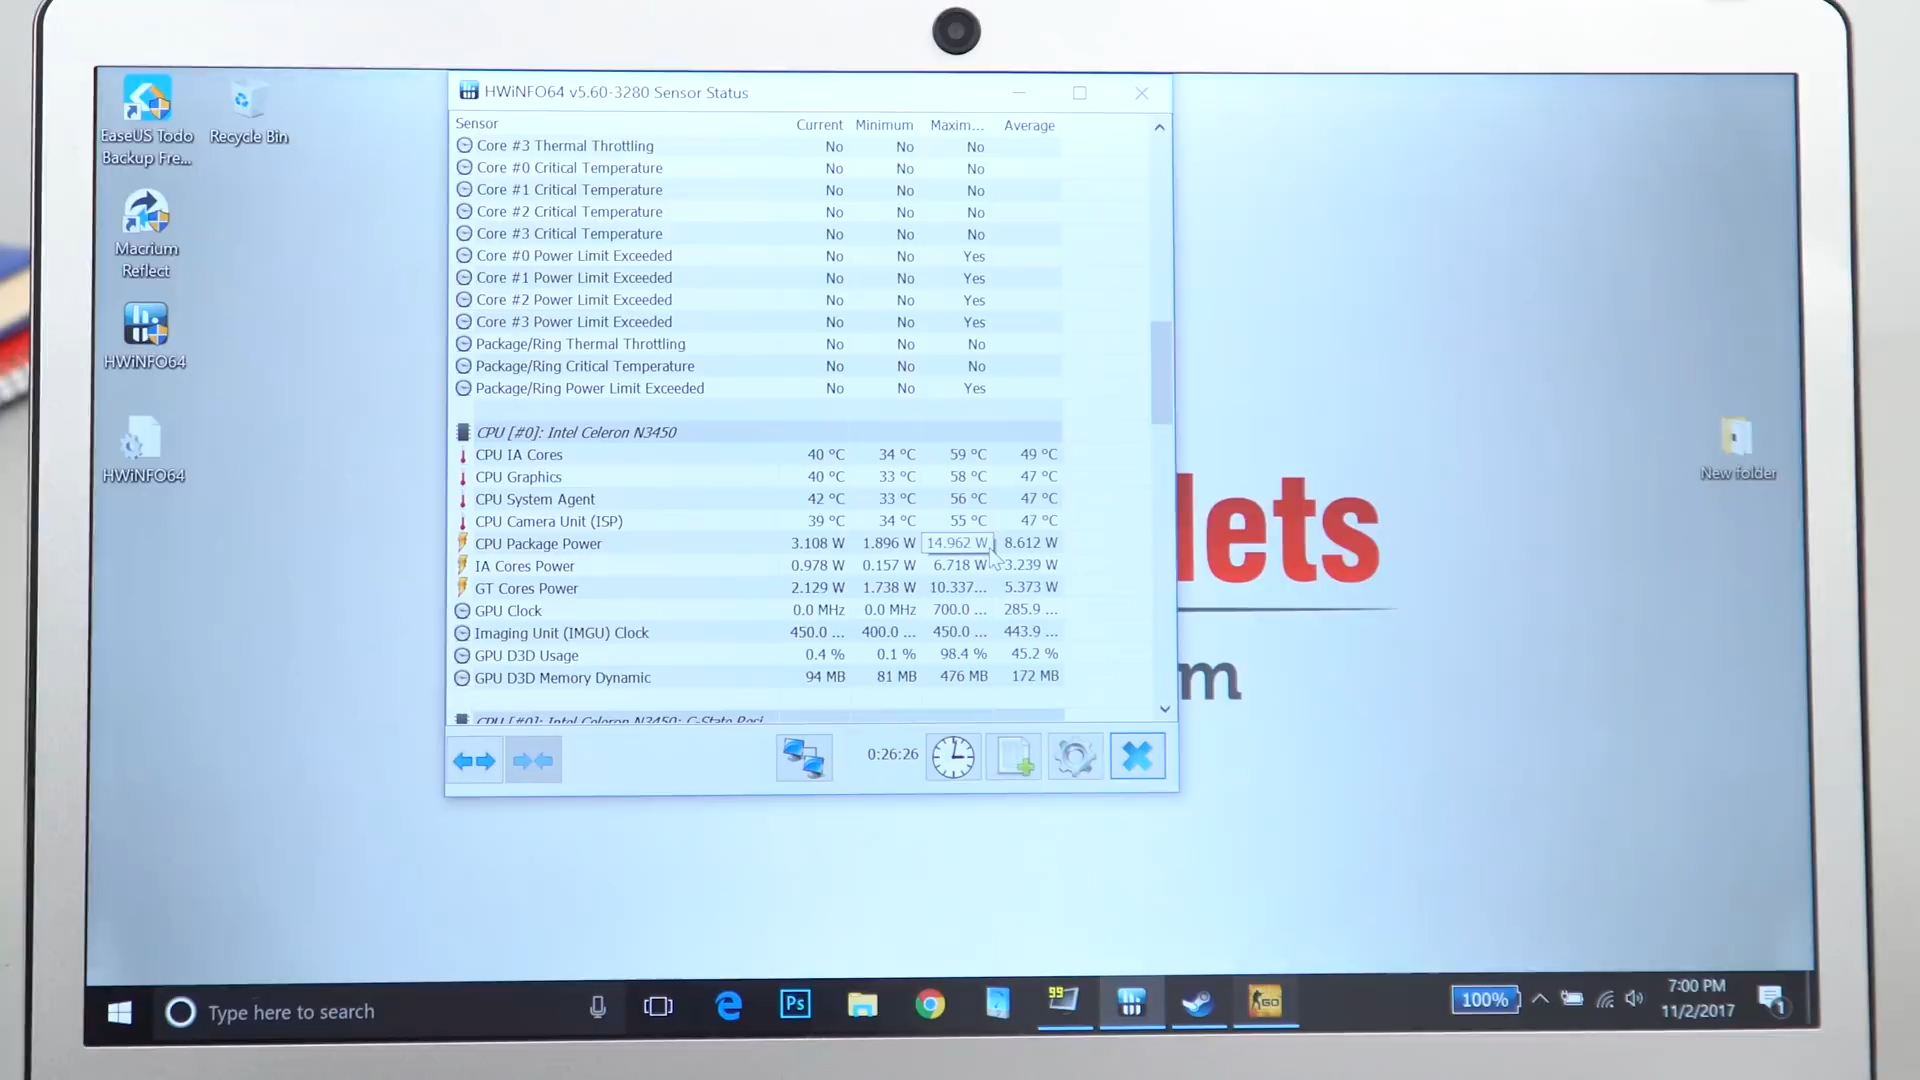 EaseUS Todo
Backup Fre...
Recycle Bin
Macrium
Reflect
HWiNFO64
HWiNFO64
HWiNFO64 v5.60-3280 Sensor Status
Sensor Current Minimum Maxim... Average
Core #3 Thermal Throttling No No No
Core #0 Critical Temperature No No No
Core #1 Critical Temperature No No No
Core #2 Critical Temperature No No No
Core #3 Critical Temperature No No No
Core #0 Power Limit Exceeded No No Yes
Core #1 Power Limit Exceeded No No Yes
Core #2 Power Limit Exceeded No No Yes
Core #3 Power Limit Exceeded No No Yes
Package/Ring Thermal Throttling No No No
Package/Ring Critical Temperature No No No
Package/Ring Power Limit Exceeded No No Yes
CPU [#0]: Intel Celeron N3450
CPU IA Cores 40 °C 34 °C 59 °C 49 °C
CPU Graphics 40 °C 33 °C 58 °C 47 °C
CPU System Agent 42 °C 33 °C 56 °C 47 °C
CPU Camera Unit (ISP) 39 °C 34 °C 55 °C 47 °C
CPU Package Power 3.108 W 1.896 W 14.962 W 8.612 W
IA Cores Power 0.978 W 0.157 W 6.718 W 3.239 W
GT Cores Power 2.129 W 1.738 W 10.337... 5.373 W
GPU Clock 0.0 MHz 0.0 MHz 700.0 ... 285.9 ...
Imaging Unit (IMGU) Clock 450.0 ... 400.0 ... 450.0 ... 443.9 ...
GPU D3D Usage 0.4 % 0.1 % 98.4 % 45.2 %
GPU D3D Memory Dynamic 94 MB 81 MB 476 MB 172 MB
CPU [#0]: Intel Celeron N3450: C-State Resi
0:26:26
New folder
lets
m
Type here to search
Ps
99
GO
100%
7:00 PM
11/2/2017
1